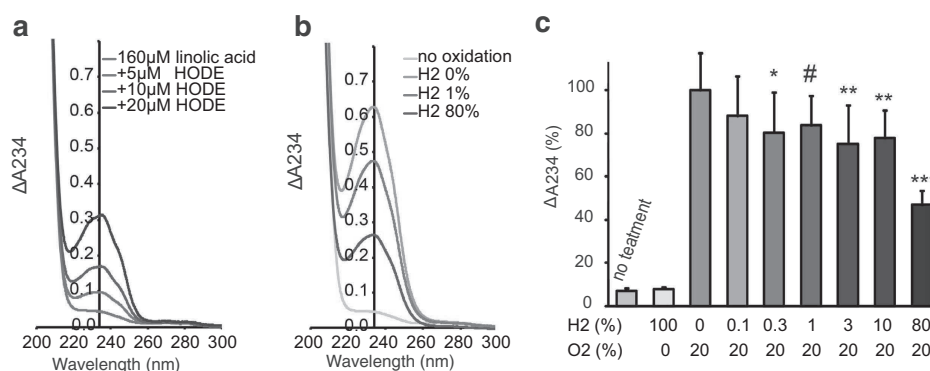 a
0.7
0.6
0.5
0.4
0.3
0.2
0.1
0.0
ΔA234
160µM linolic acid
+5µM HODE
+10µM HODE
+20µM HODE
200 220 240 260 280 300
Wavelength (nm)
b
0.7
0.6
0.5
0.4
0.3
0.2
0.1
0.0
ΔA234
no oxidation
H2 0%
H2 1%
H2 80%
200 220 240 260 280 300
Wavelength (nm)
c
ΔA234 (%)
100
80
60
40
20
0
no teatment
* # ** ** ***
H2 (%) 100 0 0.1 0.3 1 3 10 80
O2 (%) 0 20 20 20 20 20 20 20